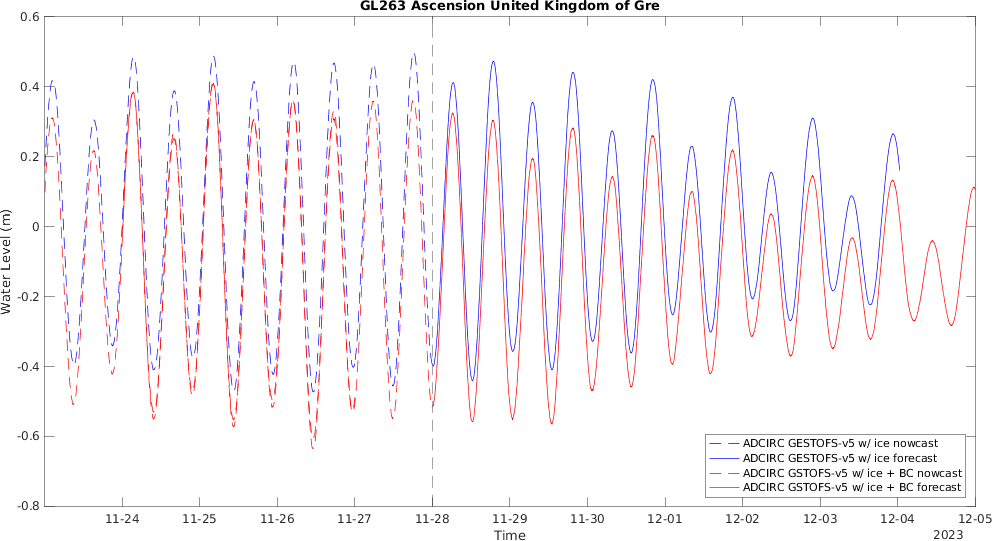 GL263 Ascension United Kingdom of Gre
0.6
0.4
0.2
0
-0.2
-0.4
-0.6
-0.8
Water Level (m)
ADCIRC GESTOFS-v5 w/ ice nowcast
ADCIRC GESTOFS-v5 w/ ice forecast
ADCIRC GSTOFS-v5 w/ ice + BC nowcast
ADCIRC GSTOFS-v5 w/ ice + BC forecast
11-24 11-25 11-26 11-27 11-28 11-29 11-30 12-01 12-02 12-03 12-04 12-05
Time
2023